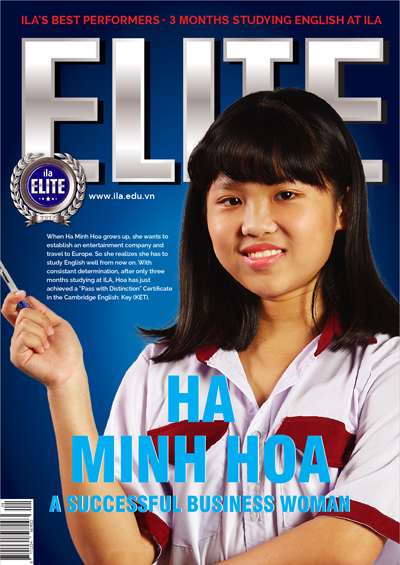 ILA'S BEST PERFORMERS • 3 MONTHS STUDYING ENGLISH AT ILA
ELITE
ila
ELITE
www.ila.edu.vn
When Ha Minh Hoa grows up, she wants to
establish an entertainment company and
travel to Europe. So she realizes she has to
study English well from now on. With
consistant determination, after only three
months studying at ILA, Hoa has just
achieved a "Pass with Distinction" Certificate
in the Cambridge English: Key (KET).
HA
MINH HOA
A SUCCESSFUL BUSINESS WOMAN